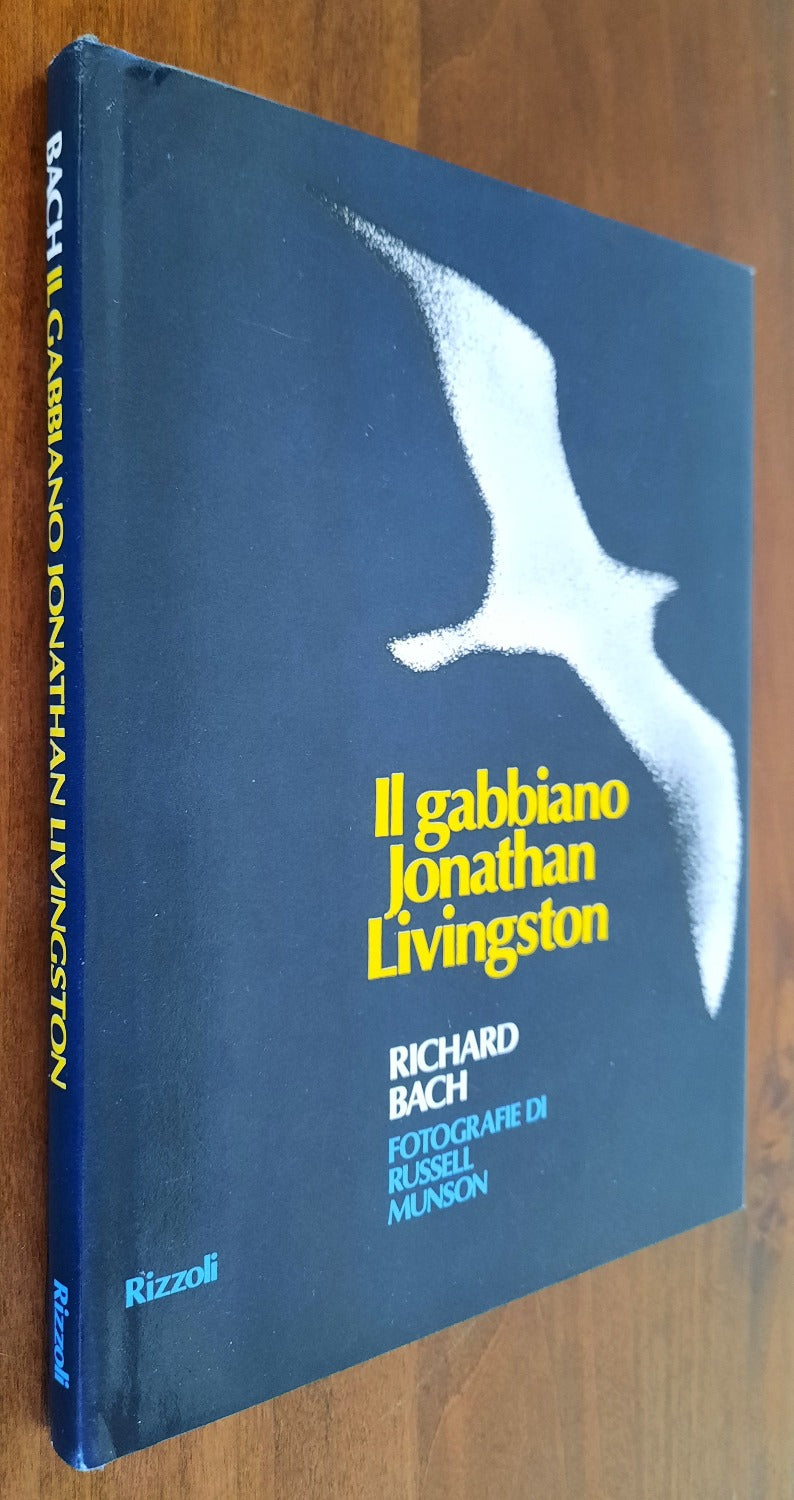 BACH IL GABBIANO JONATHAN LIVINGSTON
Rizzoli
Il gabbiano
Jonathan
Livingston
RICHARD
BACH
FOTOGRAFIE DI
RUSSELL
MUNSON
Rizzoli